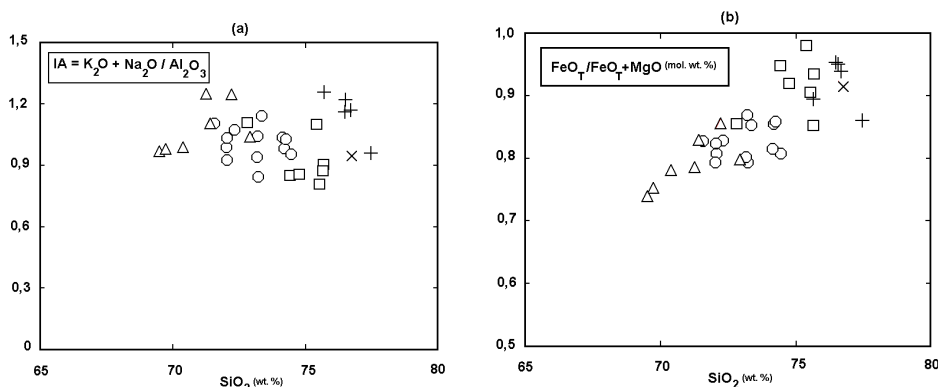 (a)
1,5
IA = K2O + Na2O / Al2O3
1,2
0,9
0,6
0,3
0
65 70 75 80
SiO2 (wt. %)
(b)
1,0
FeOT/FeOT+MgO (mol. wt. %)
0,9
0,8
0,7
0,6
0,5
65 70 75 80
SiO2 (wt. %)